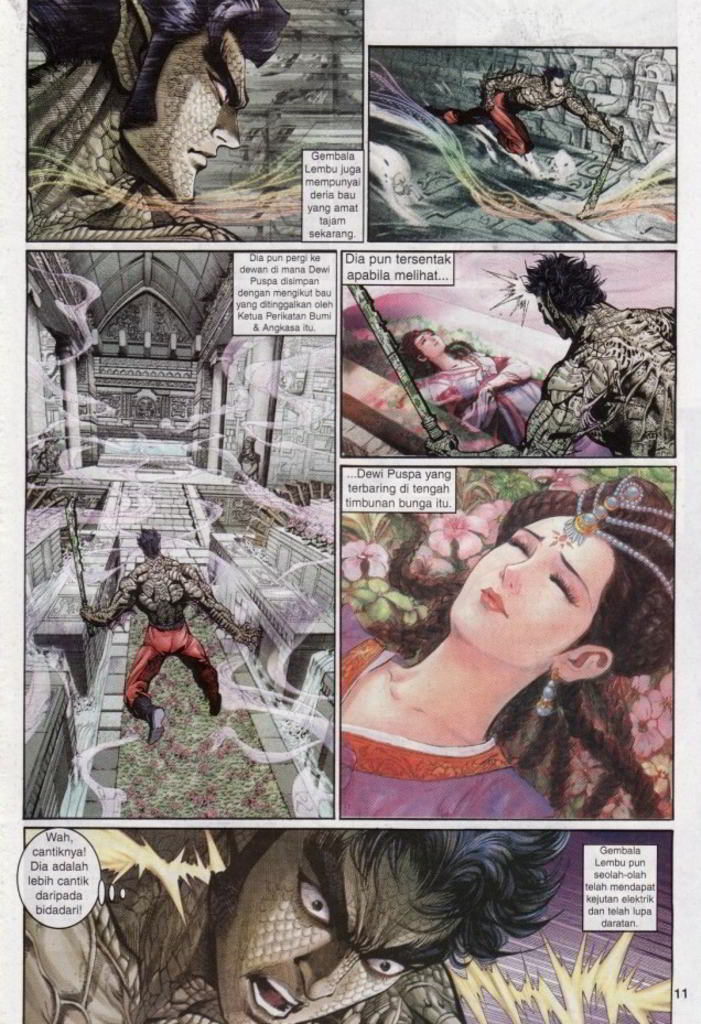 Gembala
Lembu juga
mempunyai
deria bau
yang amat
tajam
sekarang.
Dia pun pergi ke
dewan di mana Dewi
Puspa disimpan
dengan mengikut bau
yang ditinggalkan oleh
Ketua Perikatan Bumi
& Angkasa itu.
Dia pun tersentak
apabila melihat...
...Dewi Puspa yang
terbaring di tengah
timbunan bunga itu.
Wah,
cantiknya!
Dia adalah
lebih cantik
daripada
bidadari!
Gembala
Lembu pun
seolah-olah
telah mendapat
kejutan elektrik
dan telah lupa
daratan.
11